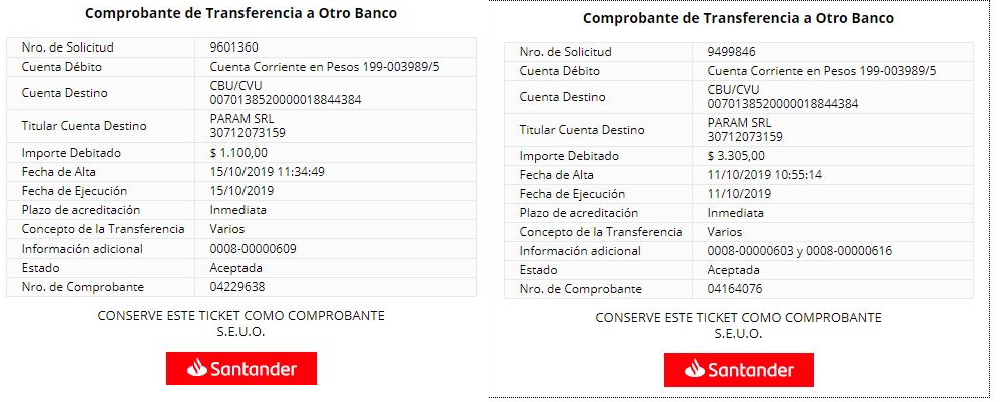 Comprobante de Transferencia a Otro Banco
Nro. de Solicitud 9601360
Cuenta Débito Cuenta Corriente en Pesos 199-003989/5
Cuenta Destino CBU/CVU
0070138520000018844384
Titular Cuenta Destino PARAM SRL
30712073159
Importe Debitado $ 1.100,00
Fecha de Alta 15/10/2019 11:34:49
Fecha de Ejecución 15/10/2019
Plazo de acreditación Inmediata
Concepto de la Transferencia Varios
Información adicional 0008-00000609
Estado Aceptada
Nro. de Comprobante 04229638
CONSERVE ESTE TICKET COMO COMPROBANTE
S.E.U.O.
Santander
Comprobante de Transferencia a Otro Banco
Nro. de Solicitud 9499846
Cuenta Débito Cuenta Corriente en Pesos 199-003989/5
Cuenta Destino CBU/CVU
0070138520000018844384
Titular Cuenta Destino PARAM SRL
30712073159
Importe Debitado $ 3.305,00
Fecha de Alta 11/10/2019 10:55:14
Fecha de Ejecución 11/10/2019
Plazo de acreditación Inmediata
Concepto de la Transferencia Varios
Información adicional 0008-00000603 y 0008-00000616
Estado Aceptada
Nro. de Comprobante 04164076
CONSERVE ESTE TICKET COMO COMPROBANTE
S.E.U.O.
Santander